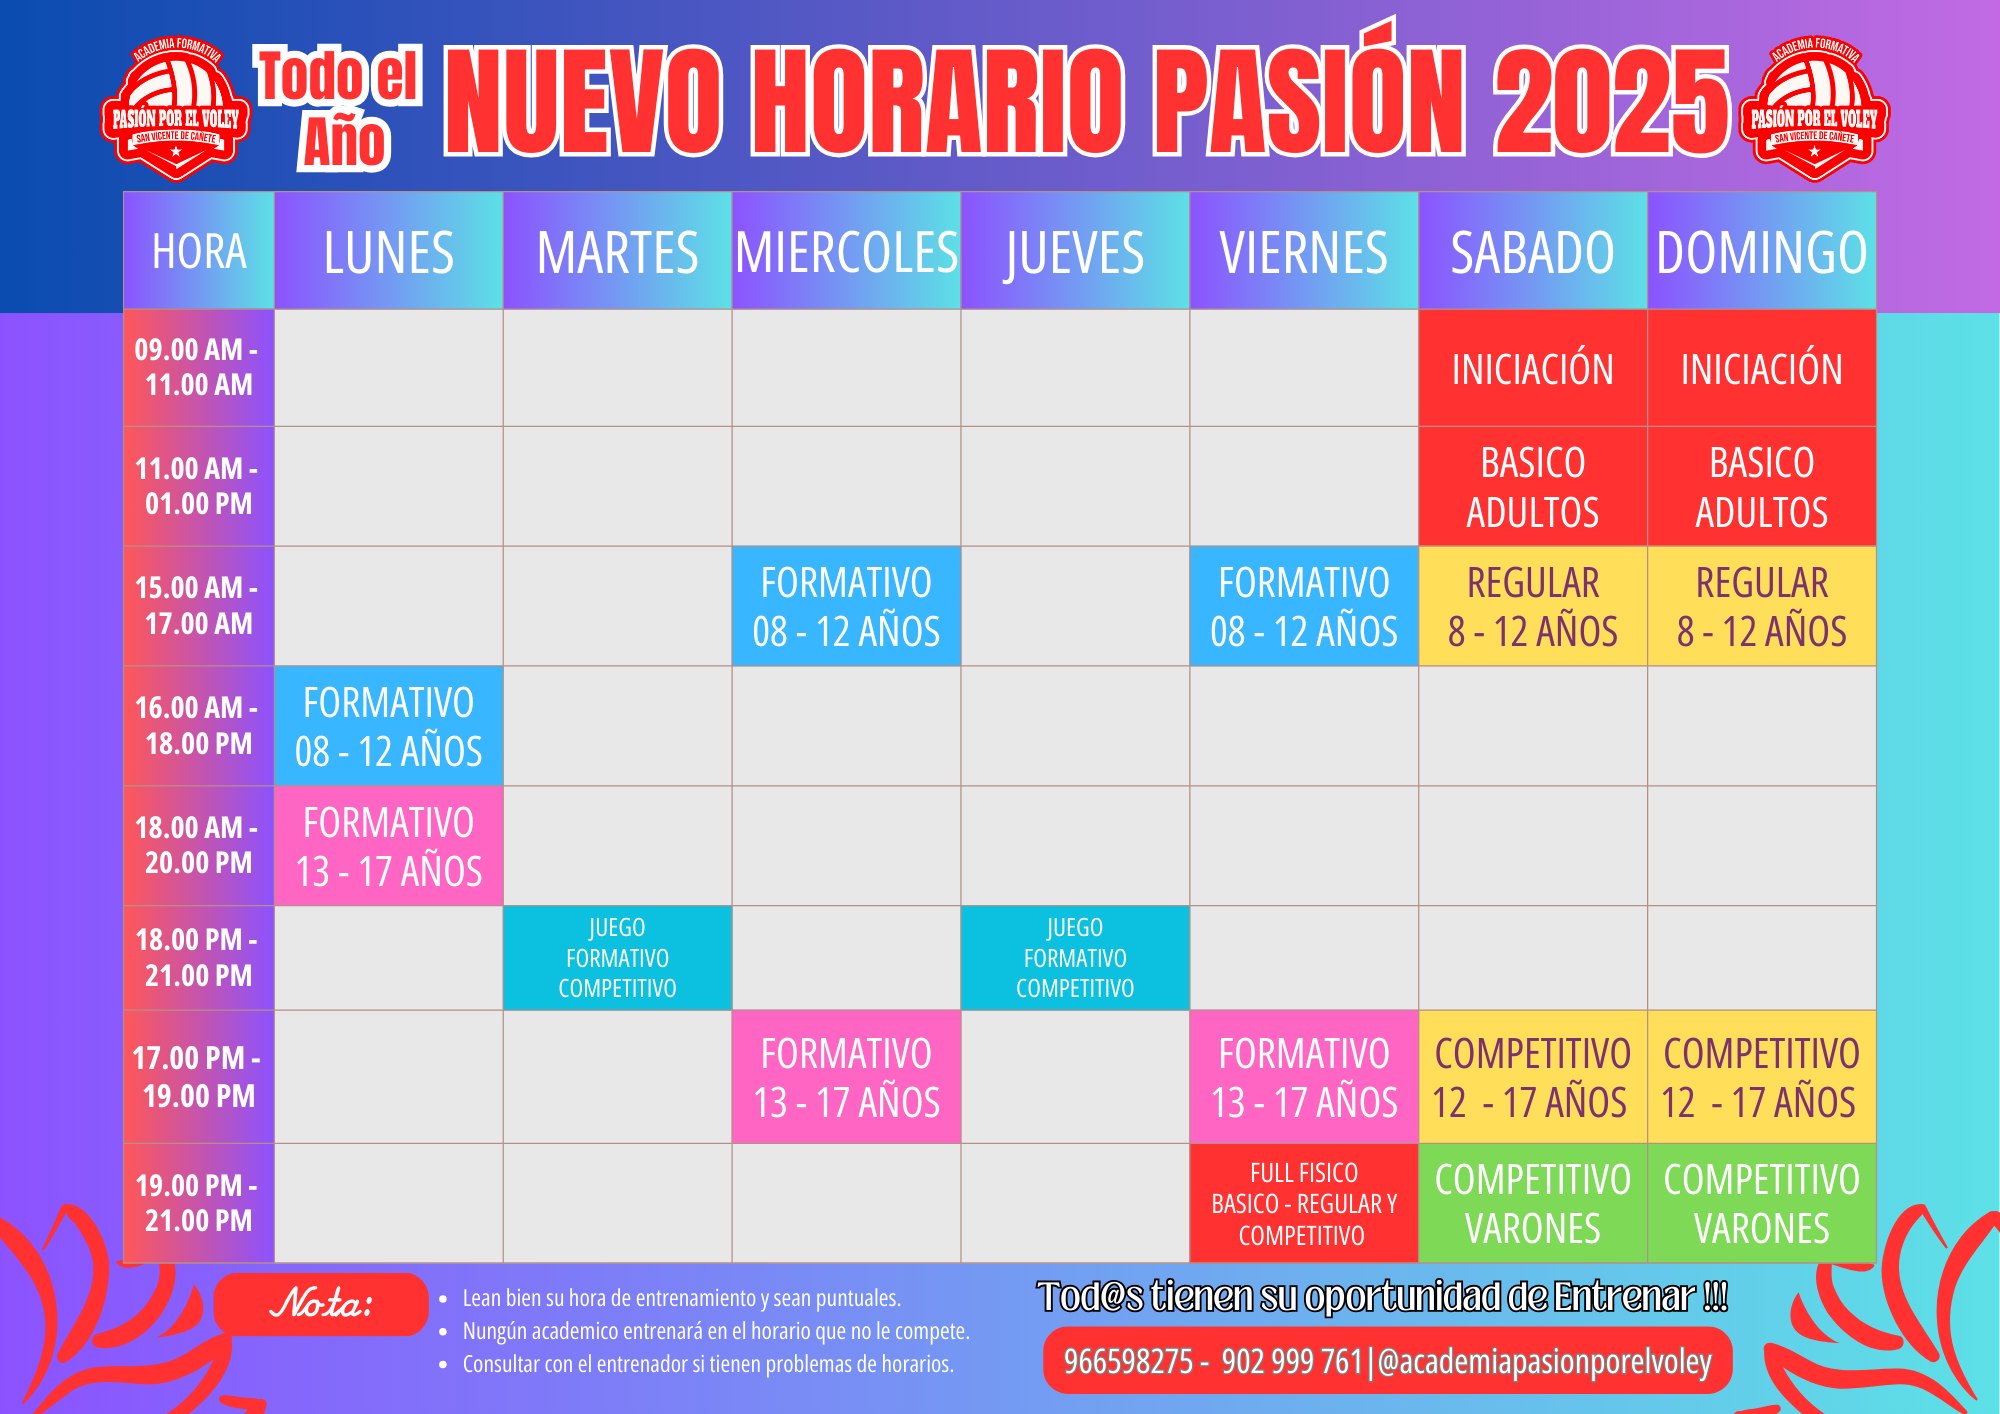 ACADEMIA FORMATIVA
PASIÓN POR EL VOLEY
SAN VICENTE DE CAÑETE
Todo el
Año
NUEVO HORARIO PASIÓN 2025
ACADEMIA FORMATIVA
PASIÓN POR EL VOLEY
SAN VICENTE DE CAÑETE
HORA LUNES MARTES MIERCOLES JUEVES VIERNES SABADO DOMINGO
09.00 AM -
11.00 AM
INICIACIÓN
INICIACIÓN
11.00 AM -
01.00 PM
BASICO
ADULTOS
BASICO
ADULTOS
15.00 AM -
17.00 AM
FORMATIVO
08 - 12 AÑOS
FORMATIVO
08 - 12 AÑOS
REGULAR
8 - 12 AÑOS
REGULAR
8 - 12 AÑOS
16.00 AM -
18.00 PM
FORMATIVO
08 - 12 AÑOS
18.00 AM -
20.00 PM
FORMATIVO
13 - 17 AÑOS
18.00 PM -
21.00 PM
JUEGO
FORMATIVO
COMPETITIVO
JUEGO
FORMATIVO
COMPETITIVO
17.00 PM -
19.00 PM
FORMATIVO
13 - 17 AÑOS
FORMATIVO
13 - 17 AÑOS
COMPETITIVO
12 - 17 AÑOS
COMPETITIVO
12 - 17 AÑOS
19.00 PM -
21.00 PM
FULL FISICO
BASICO - REGULAR Y
COMPETITIVO
COMPETITIVO
VARONES
COMPETITIVO
VARONES
Nota:
• Lean bien su hora de entrenamiento y sean puntuales.
• Nungún academico entrenará en el horario que no le compete.
• Consultar con el entrenador si tienen problemas de horarios.
Tod@s tienen su oportunidad de Entrenar !!!
966598275 - 902 999 761|@academiapasionporelvoley